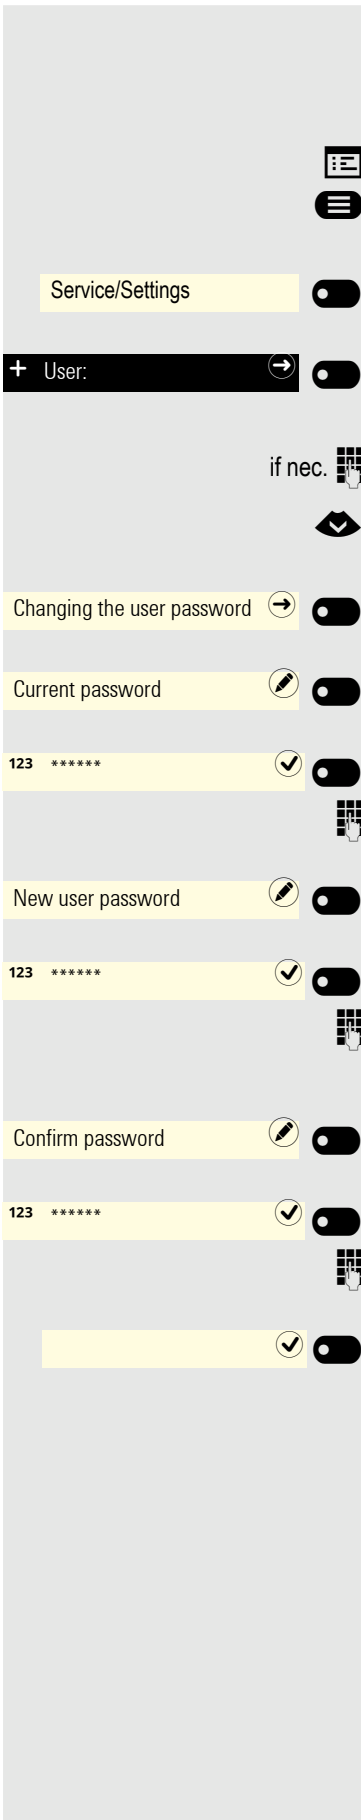 Service/Settings
+ User:
if nec.
Changing the user password
Current password
123 ******
New user password
123 ******
Confirm password
123 ******